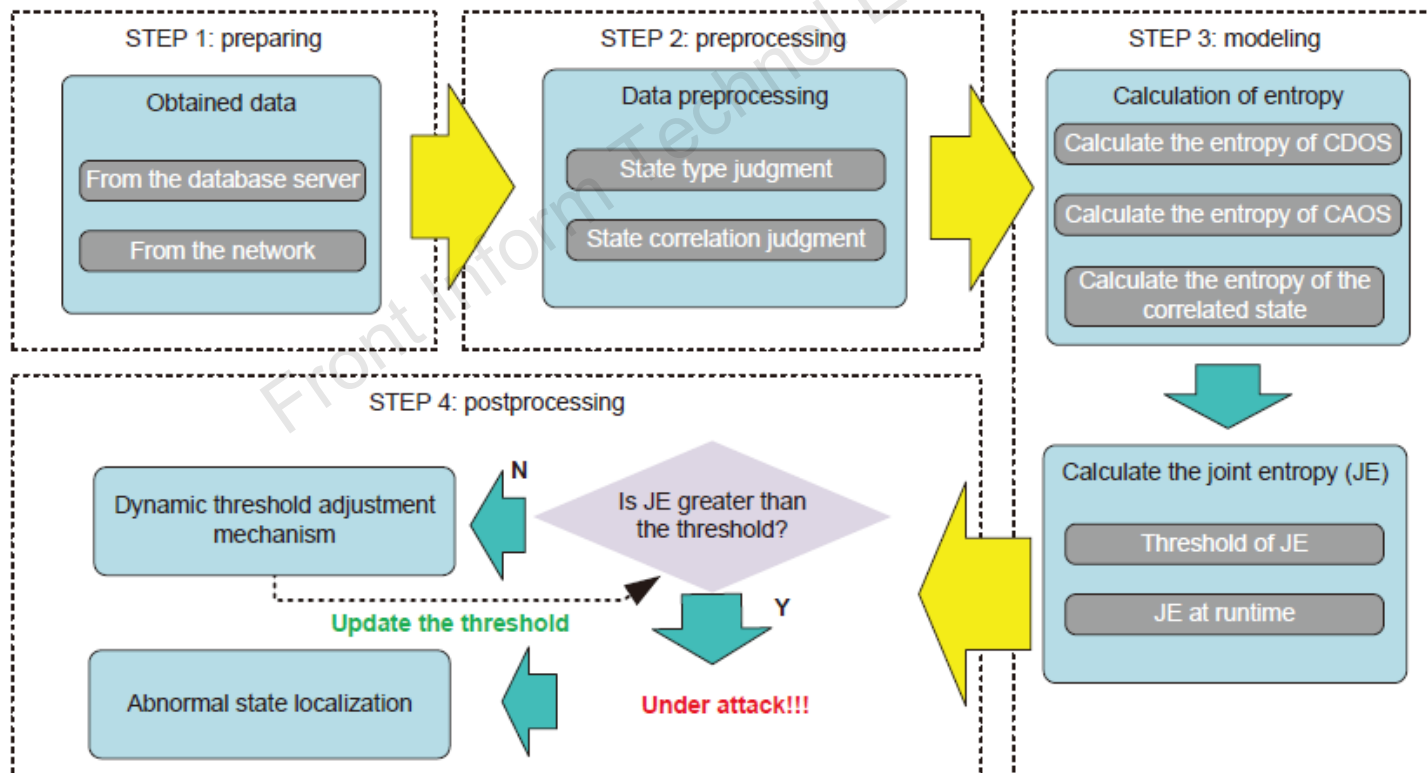 STEP 1: preparing
Obtained data
From the database server
From the network
STEP 2: preprocessing
Data preprocessing
State type judgment
State correlation judgment
STEP 3: modeling
Calculation of entropy
Calculate the entropy of CDOS
Calculate the entropy of CAOS
Calculate the entropy of the
correlated state
Calculate the joint entropy (JE)
Threshold of JE
JE at runtime
STEP 4: postprocessing
Is JE greater than
the threshold?
N
Dynamic threshold adjustment
mechanism
Update the threshold
Y
Under attack!!!
Abnormal state localization
Front Inform Technol